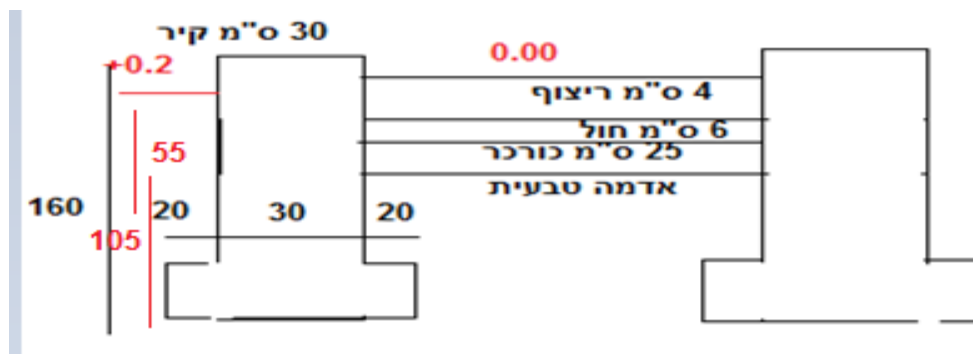 30 ס"מ קיר
+0.2
0.00
4 ס"מ ריצוף
6 ס"מ חול
25 ס"מ כורכר
אדמה טבעית
55
160
20
30
20
105